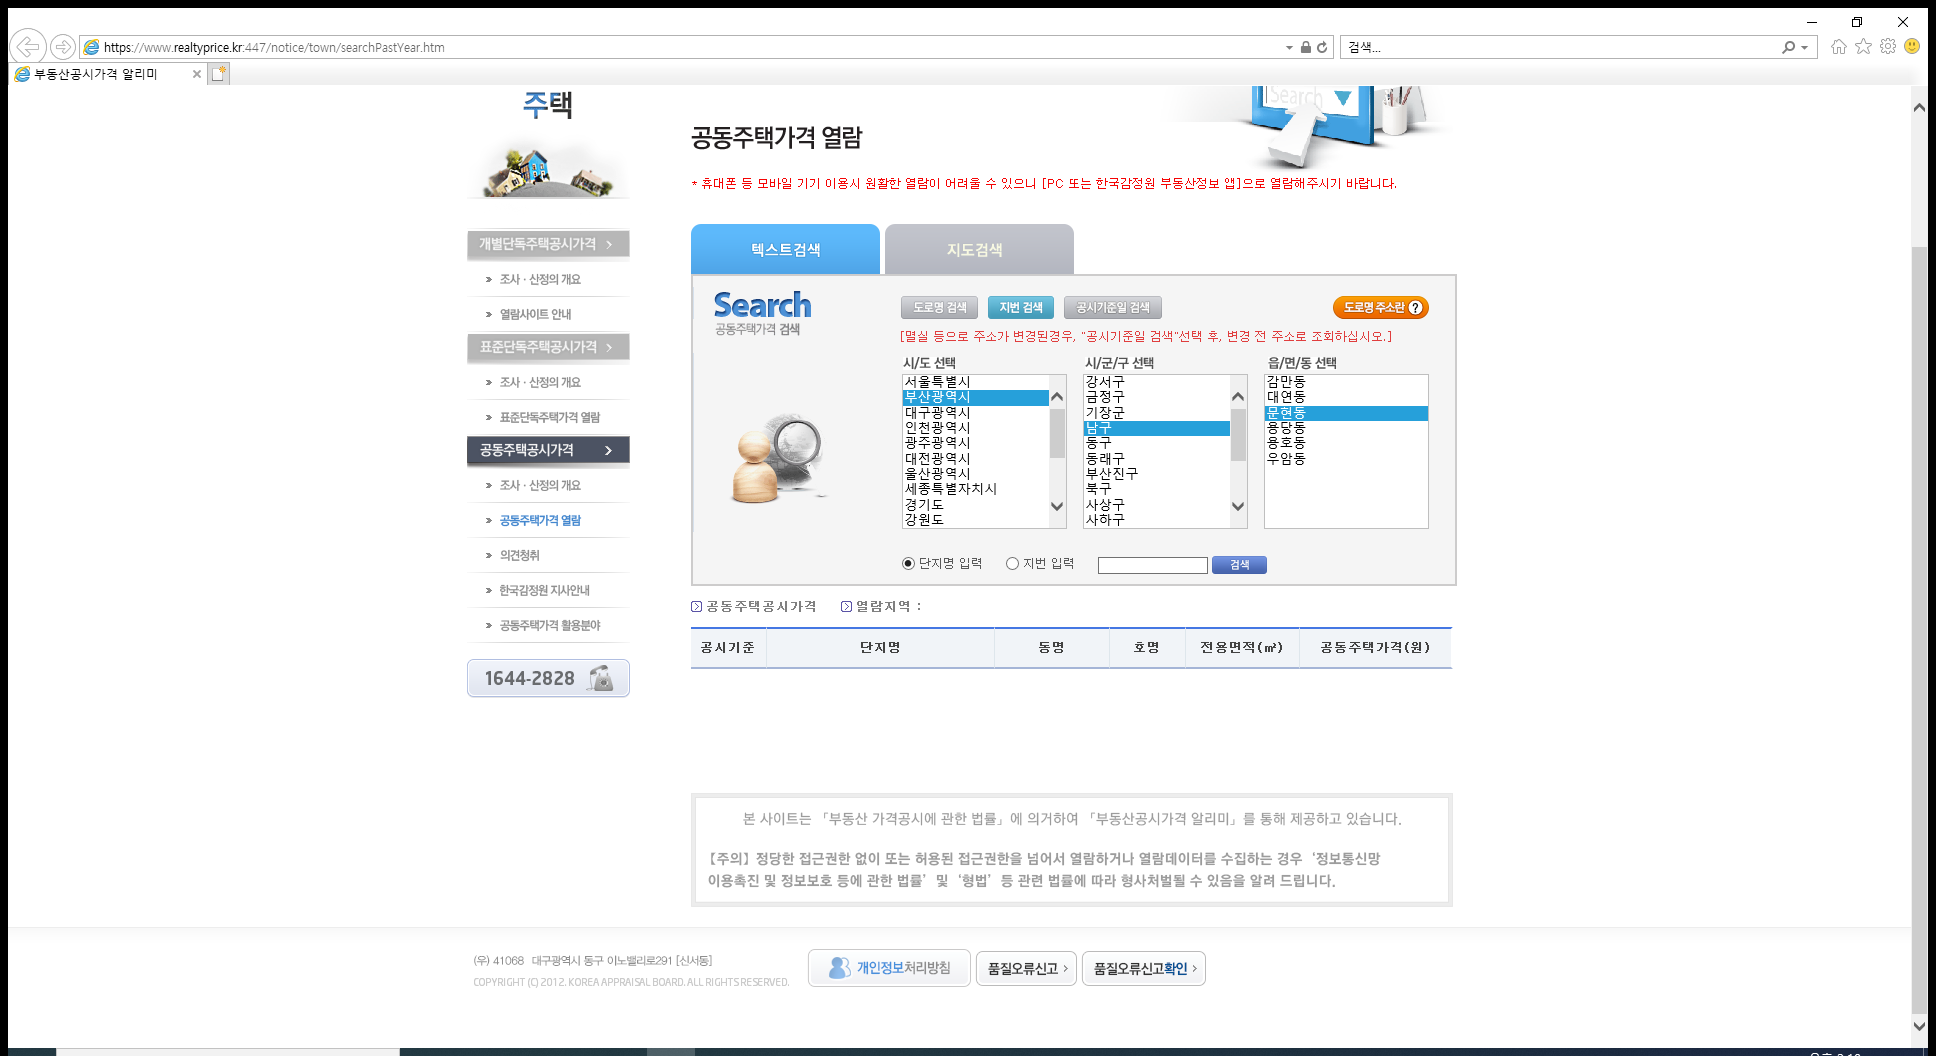 https://www.realtyprice.kr:447/notice/town/searchPastYear.htm
검색...
부동산공시가격 알리미
주택
Search
공동주택가격 열람
* 휴대폰 등 모바일 기기 이용시 원활한 열람이 어려울 수 있으니 [PC 또는 한국감정원 부동산정보 앱]으로 열람해주시기 바랍니다.
개별단독주택공시가격
조사 · 산정의 개요
열람사이트 안내
표준단독주택공시가격
조사 · 산정의 개요
표준단독주택가격 열람
공동주택공시가격
조사 · 산정의 개요
공동주택가격 열람
의견청취
한국감정원 지사안내
공동주택가격 활용분야
1644-2828
텍스트검색
지도검색
Search
공동주택가격 검색
도로명 검색 지번 검색 공시기준일 검색 도로명 주소란 ?
[멸실 등으로 주소가 변경된경우, "공시기준일 검색"선택 후, 변경 전 주소로 조회하십시오.]
시/도 선택
서울특별시
부산광역시
대구광역시
인천광역시
광주광역시
대전광역시
울산광역시
세종특별자치시
경기도
강원도
시/군/구 선택
강서구
금정구
기장군
남구
동구
동래구
부산진구
북구
사상구
사하구
읍/면/동 선택
감만동
대연동
문현동
용당동
용호동
우암동
단지명 입력 지번 입력 검색
공동주택공시가격 열람지역 :
공시기준 단지명 동명 호명 전용면적(㎡) 공동주택가격(원)
본 사이트는 「부동산 가격공시에 관한 법률」에 의거하여 「부동산공시가격 알리미」를 통해 제공하고 있습니다.
【주의】정당한 접근권한 없이 또는 허용된 접근권한을 넘어서 열람하거나 열람데이터를 수집하는 경우 ‘정보통신망
이용촉진 및 정보보호 등에 관한 법률’ 및 ‘형법’ 등 관련 법률에 따라 형사처벌될 수 있음을 알려 드립니다.
(우) 41068 대구광역시 동구 이노밸리로291 [신서동]
COPYRIGHT (C) 2012. KOREA APPRAISAL BOARD. ALL RIGHTS RESERVED.
개인정보처리방침
품질오류신고
품질오류신고확인